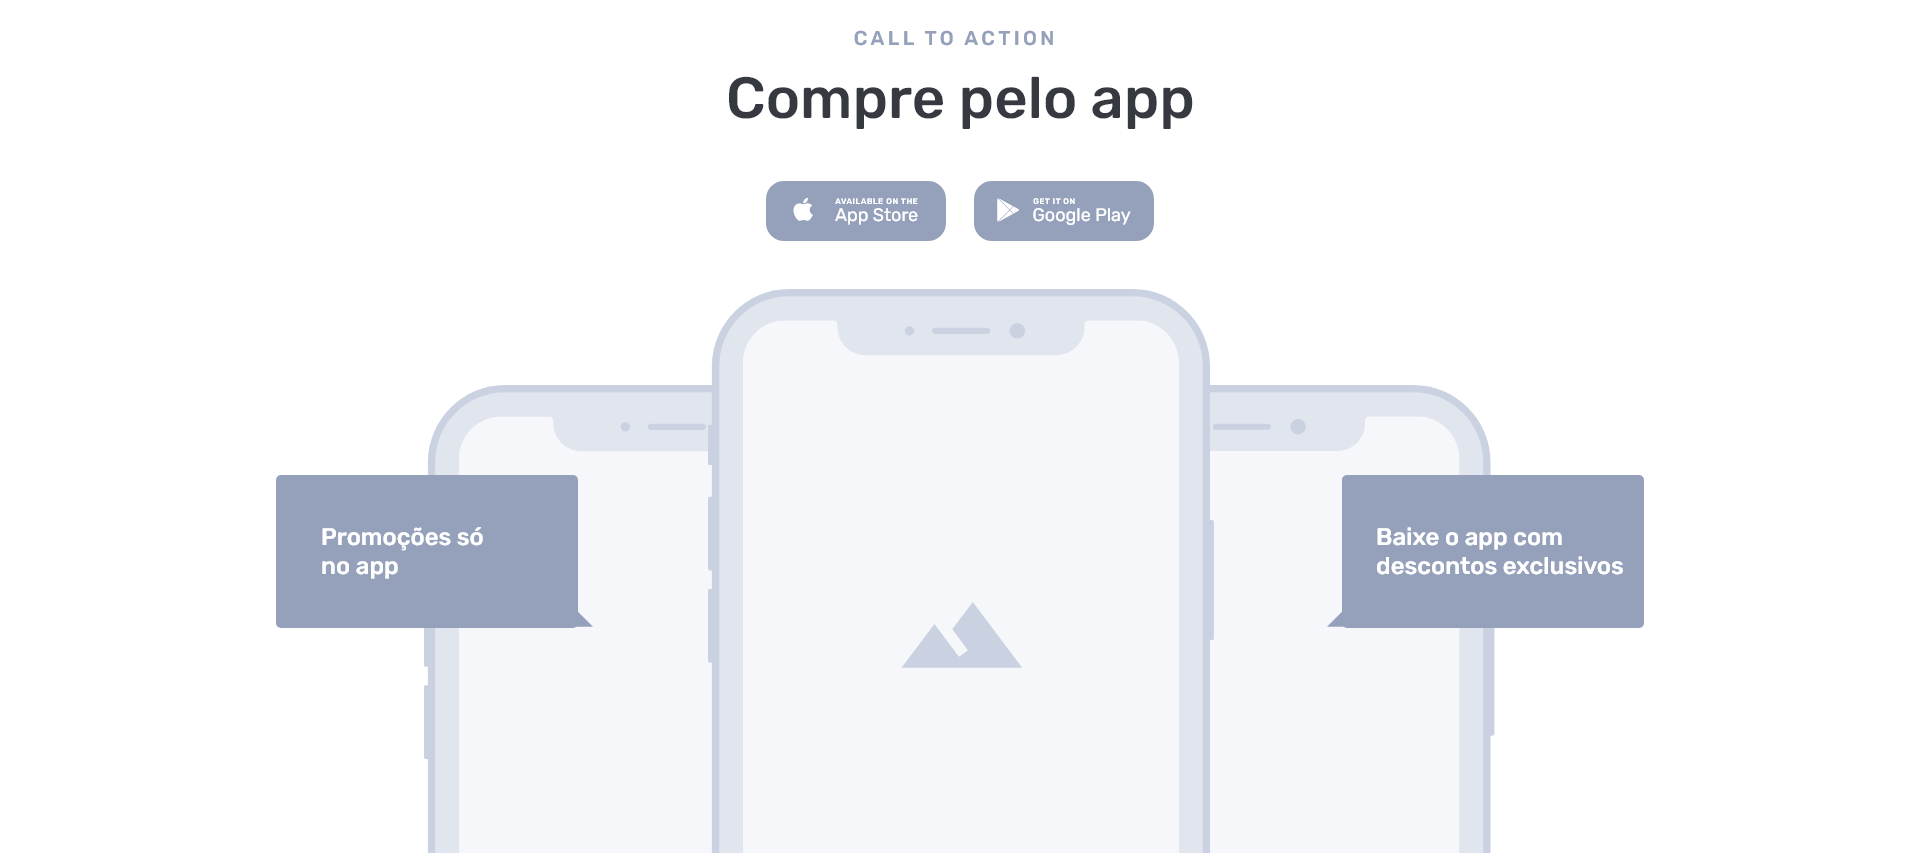 CALL TO ACTION
Compre pelo app
AVAILABLE ON THE
App Store
GET IT ON
Google Play
Promoções só
no app
Baixe o app com
descontos exclusivos